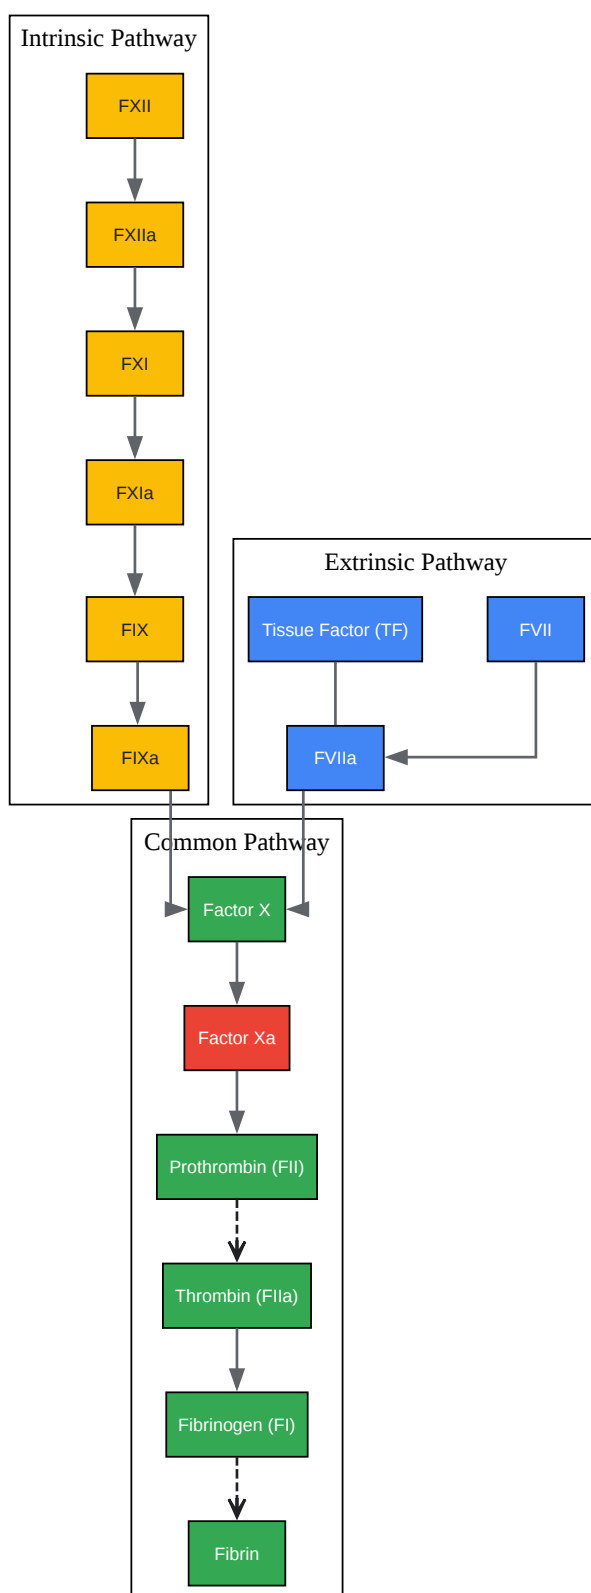 Intrinsic Pathway
FXII
FXIIa
FXI
FXIa
FIX
FIXa
Extrinsic Pathway
Tissue Factor (TF)
FVII
FVIIa
Common Pathway
Factor X
Factor Xa
Prothrombin (FII)
Thrombin (FIIa)
Fibrinogen (FI)
Fibrin